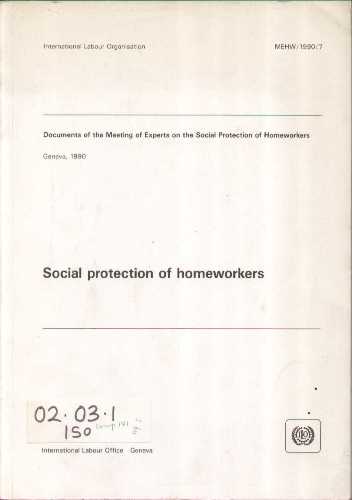 International Labour Organisation MEHW/1990/7
Documents of the Meeting of Experts on the Social Protection of Homeworkers
Geneva, 1990
Social protection of homeworkers
02.03.1
ISO
International Labour Office Geneva